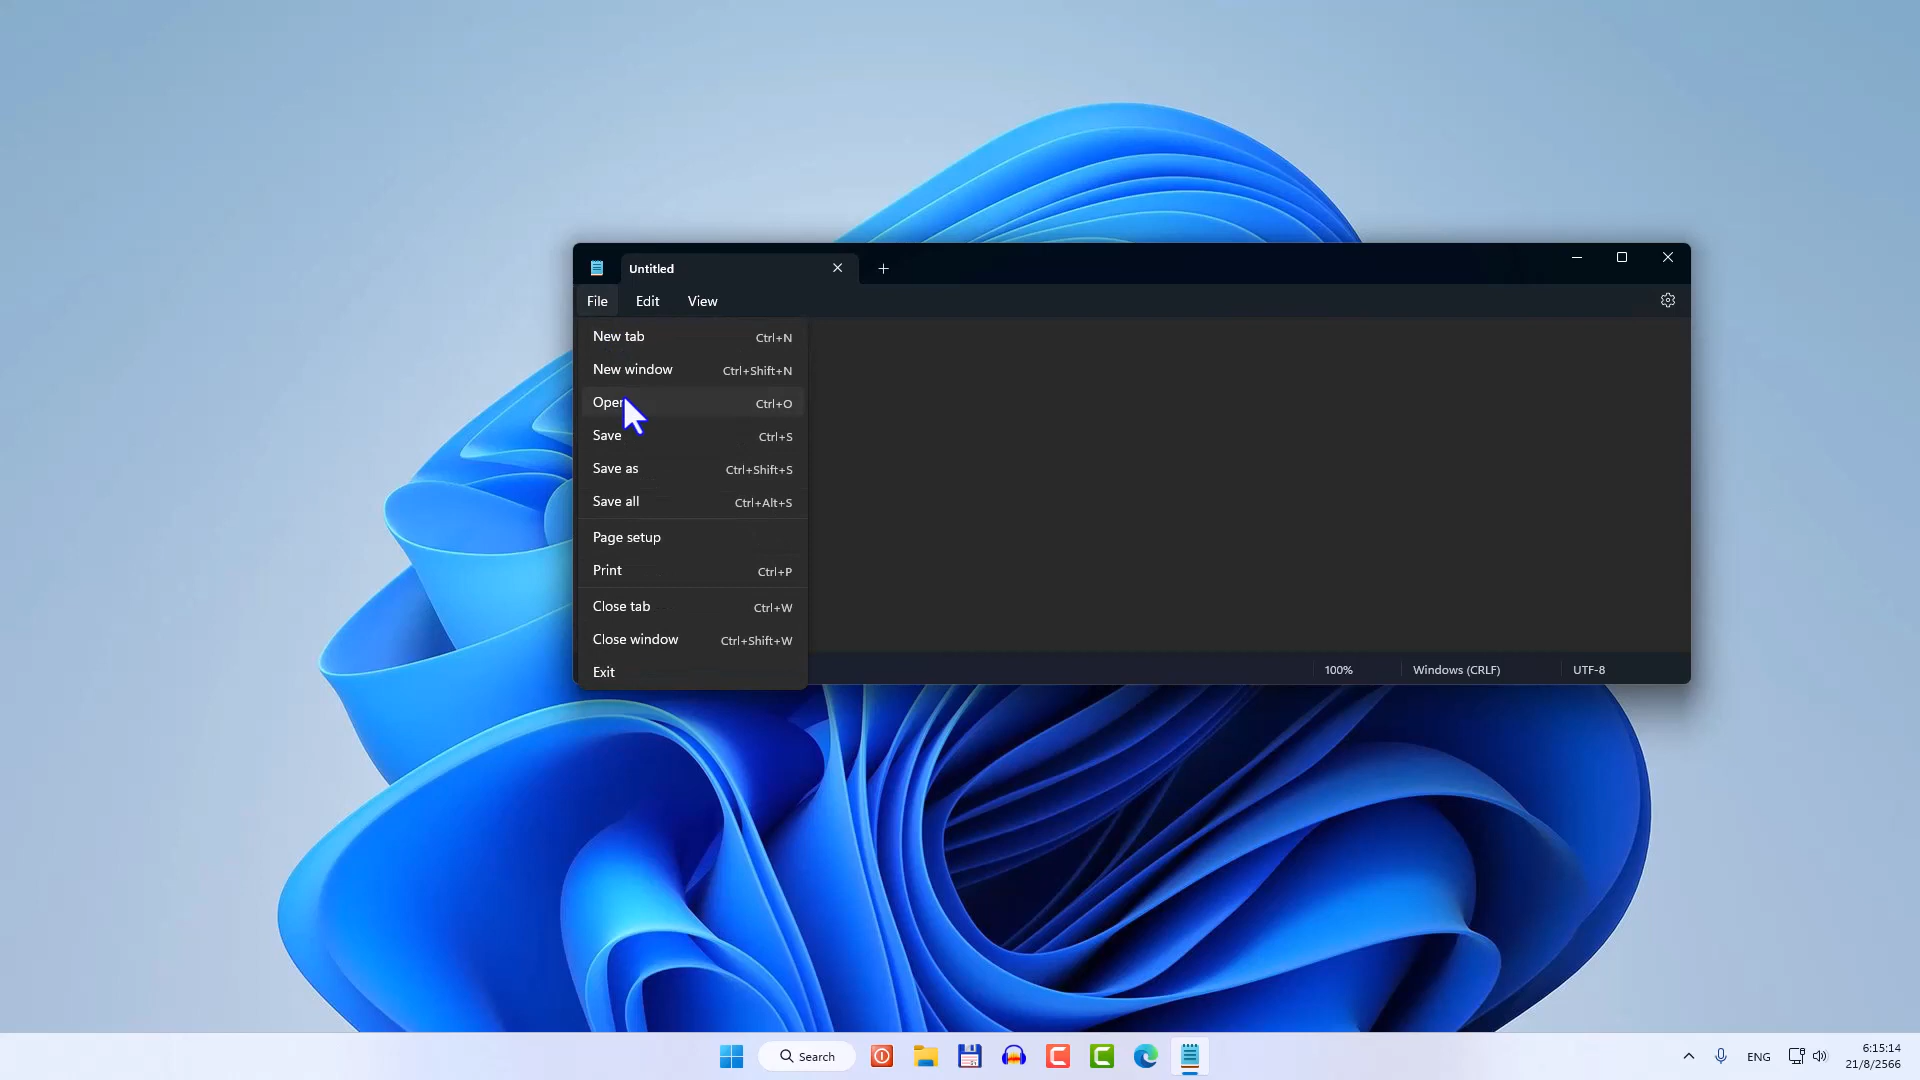 Untitled
File Edit View
New tab Ctrl+N
New window Ctrl+Shift+N
Open Ctrl+O
Save Ctrl+S
Save as Ctrl+Shift+S
Save all Ctrl+Alt+S
Page setup
Print Ctrl+P
Close tab Ctrl+W
Close window Ctrl+Shift+W
Exit
100% Windows (CRLF) UTF-8
Search
ENG
6:15:14
21/8/2566